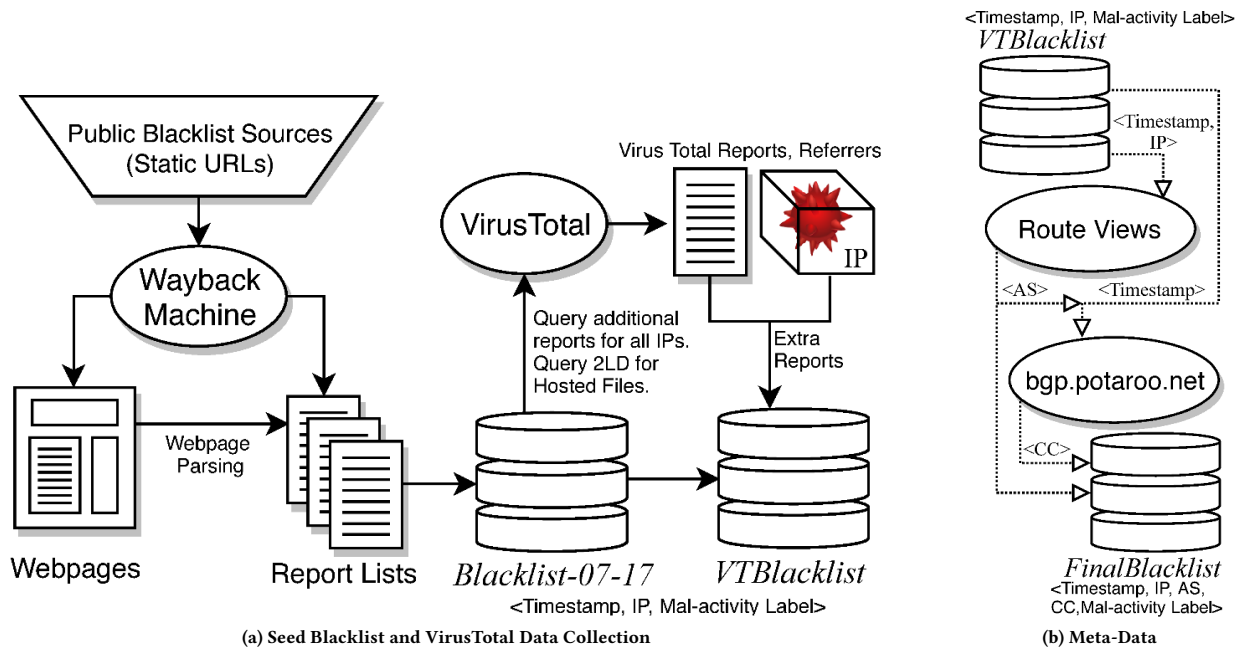 Public Blacklist Sources
(Static URLs)
Wayback
Machine
Webpage
Parsing
Webpages
Report Lists
VirusTotal
Virus Total Reports, Referrers
IP
Query additional
reports for all IPs.
Query 2LD for
Hosted Files.
Extra
Reports
Blacklist-07-17
VTBlacklist
<Timestamp, IP, Mal-activity Label>
(a) Seed Blacklist and VirusTotal Data Collection
<Timestamp, IP, Mal-activity Label>
VTBlacklist
<Timestamp,
IP>
Route Views
<AS>
<Timestamp>
bgp.potaroo.net
<CC>
FinalBlacklist
<Timestamp, IP, AS,
CC,Mal-activity Label>
(b) Meta-Data